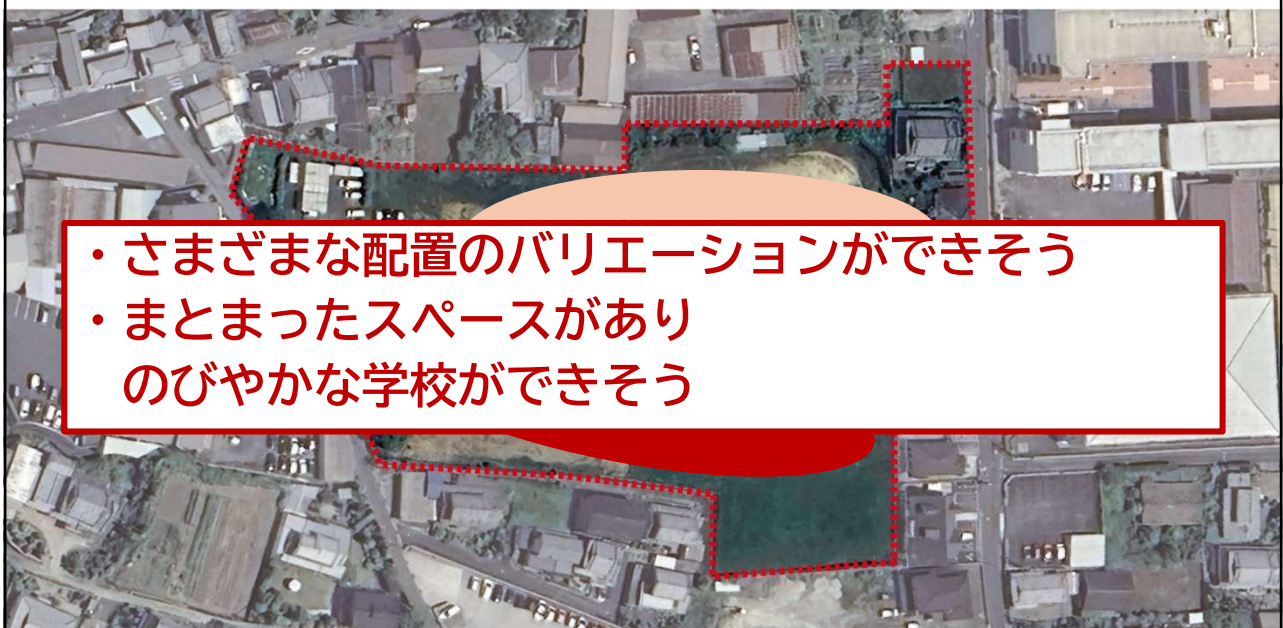 ・さまざまな配置のバリエーションができそう
・まとまったスペースがあり
のびやかな学校ができそう